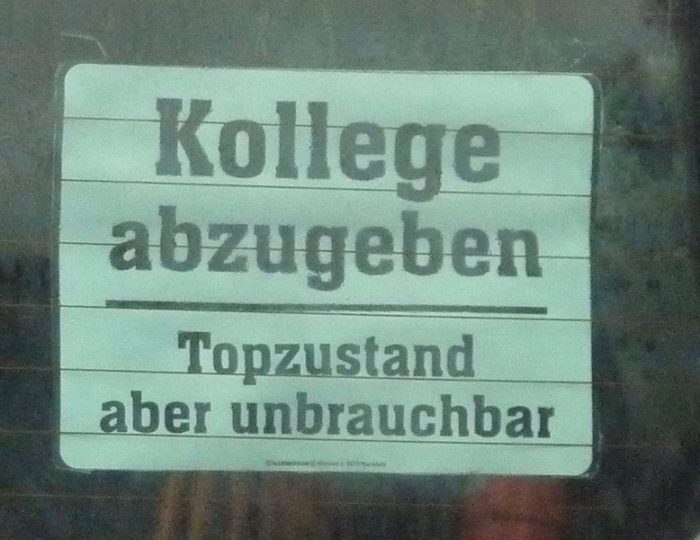 Kollege
abzugeben
Topzustand
aber unbrauchbar